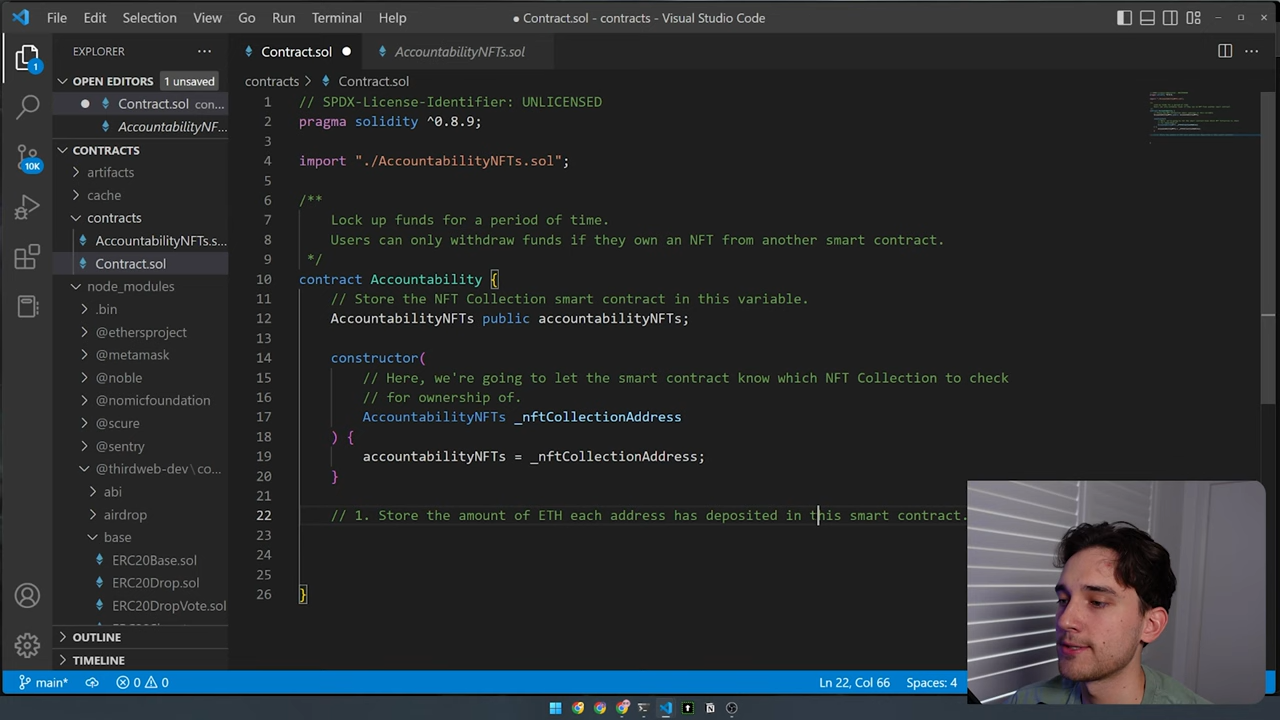 File Edit Selection View Go Run Terminal Help
● Contract.sol - contracts - Visual Studio Code
EXPLORER
OPEN EDITORS 1 unsaved
Contract.sol con...
AccountabilityNF...
CONTRACTS
artifacts
cache
contracts
AccountabilityNFTs.s...
Contract.sol
node_modules
.bin
@ethersproject
@metamask
@noble
@nomicfoundation
@scure
@sentry
@thirdweb-dev\co...
abi
airdrop
base
ERC20Base.sol
ERC20Drop.sol
ERC20DropVote.sol
OUTLINE
TIMELINE
1
10K
Contract.sol
AccountabilityNFTs.sol
contracts > Contract.sol
1 // SPDX-License-Identifier: UNLICENSED
2 pragma solidity ^0.8.9;
3
4 import "./AccountabilityNFTs.sol";
5
6 /**
7 Lock up funds for a period of time.
8 Users can only withdraw funds if they own an NFT from another smart contract.
9 */
10 contract Accountability {
11 // Store the NFT Collection smart contract in this variable.
12 AccountabilityNFTs public accountabilityNFTs;
13
14 constructor(
15 // Here, we're going to let the smart contract know which NFT Collection to check
16 // for ownership of.
17 AccountabilityNFTs _nftCollectionAddress
18 ) {
19 accountabilityNFTs = _nftCollectionAddress;
20 }
21
22 // 1. Store the amount of ETH each address has deposited in this smart contract.
23
24
25
26 }
main* 0 0 Ln 22, Col 66 Spaces: 4